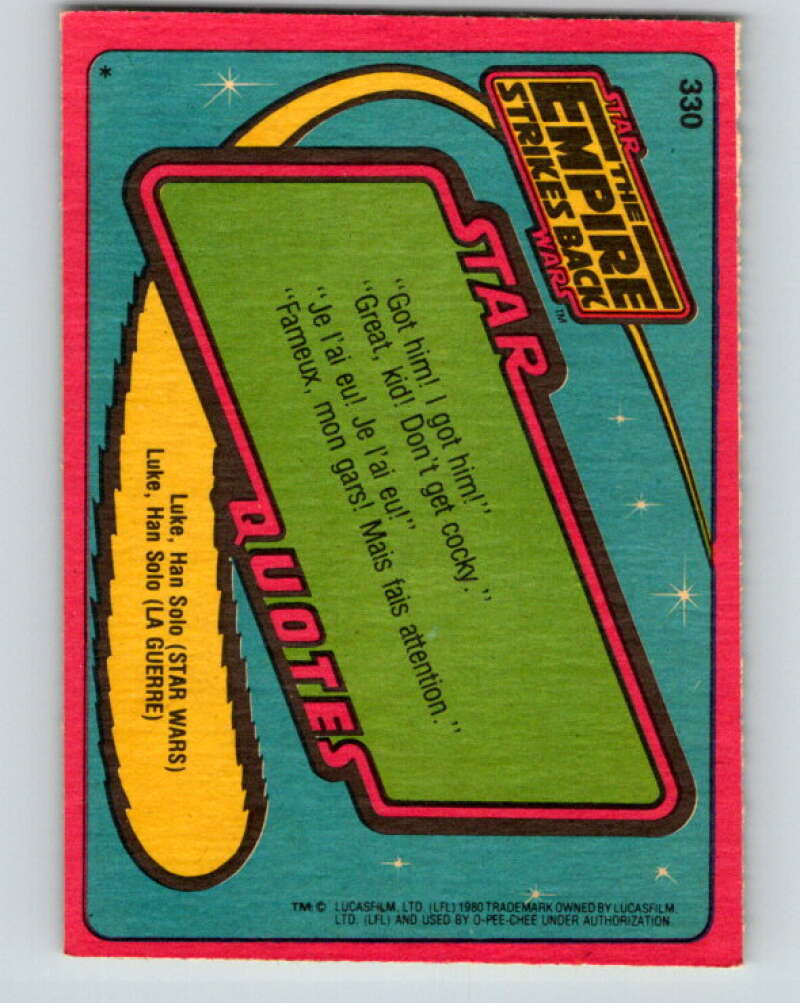 330
STAR
THE
EMPIRE
STRIKES BACK
WARS™
STAR
"Got him! I got him!"
"Great, kid! Don't get cocky."
"Je l'ai eu! Je l'ai eu!"
"Fameux, mon gars! Mais fais attention."
QUOTES
Luke, Han Solo (STAR WARS)
Luke, Han Solo (LA GUERRE)
*
TM: © LUCASFILM, LTD. (LFL) 1980 TRADEMARK OWNED BY LUCASFILM,
LTD. (LFL) AND USED BY O-PEE-CHEE UNDER AUTHORIZATION.